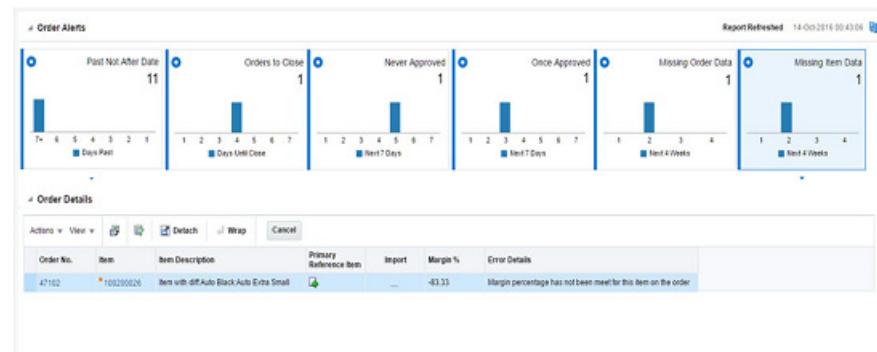 Order Alerts
Report Refreshed 14-Oct-2016 00:43:06
Past Not After Date
11
7+ 6 5 4 3 2 1
Days Past
Orders to Close
1
1 2 3 4 5 6 7
Days Until Close
Never Approved
1
1 2 3 4 5 6 7
Next 7 Days
Once Approved
1
1 2 3 4 5 6 7
Next 7 Days
Missing Order Data
1
1 2 3 4
Next 4 Weeks
Missing Item Data
1
1 2 3 4
Next 4 Weeks
Order Details
Actions View Detach Wrap Cancel
Order No. Item Item Description Primary Reference Item Import Margin % Error Details
47102 *100200026 Item with diff:Auto Black:Auto Extra Small ... -83.33 Margin percentage has not been meet for this item on the order